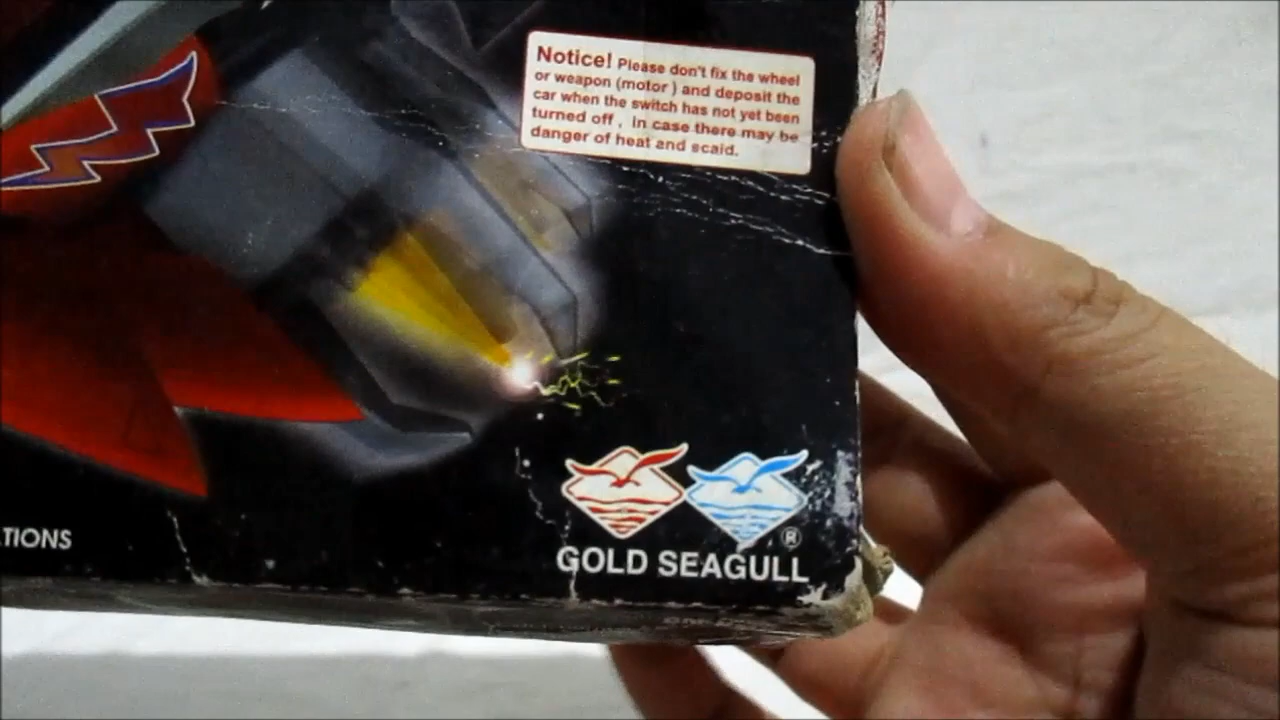 Notice! Please don't fix the wheel
or weapon (motor ) and deposit the
car when the switch has not yet been
turned off . In case there may be
danger of heat and scald.
TIONS
®
GOLD SEAGULL